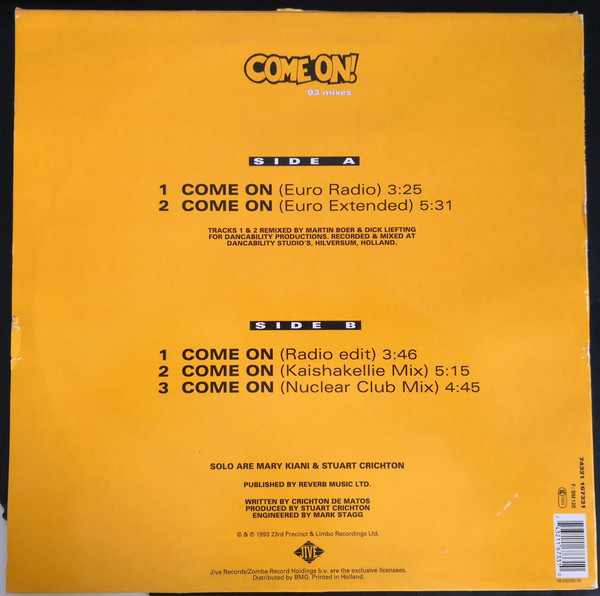 COME ON!
'93 mixes
SIDE A
1 COME ON (Euro Radio) 3:25
2 COME ON (Euro Extended) 5:31
TRACKS 1 & 2 REMIXED BY MARTIN BOER & DICK LIEFTING
FOR DANCABILITY PRODUCTIONS. RECORDED & MIXED AT
DANCABILITY STUDIO'S, HILVERSUM, HOLLAND.
SIDE B
1 COME ON (Radio edit) 3:46
2 COME ON (Kaishakellie Mix) 5:15
3 COME ON (Nuclear Club Mix) 4:45
SOLO ARE MARY KIANI & STUART CRICHTON
PUBLISHED BY REVERB MUSIC LTD.
WRITTEN BY CRICHTON DE MATOS
PRODUCED BY STUART CRICHTON
ENGINEERED BY MARK STAGG
© & ℗ 1993 23rd Precinct & Limbo Recordings Ltd.
JIVE
Jive Records/Zomba Record Holdings b.v. are the exclusive licensees.
Distributed by BMG. Printed in Holland.
74321 167331
F: BM120